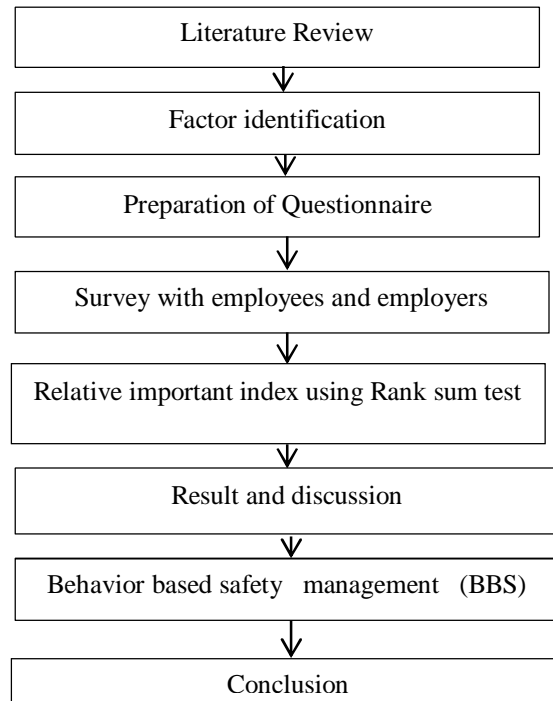 Literature Review
Factor identification
Preparation of Questionnaire
Survey with employees and employers
Relative important index using Rank sum test
Result and discussion
Behavior based safety management (BBS)
Conclusion